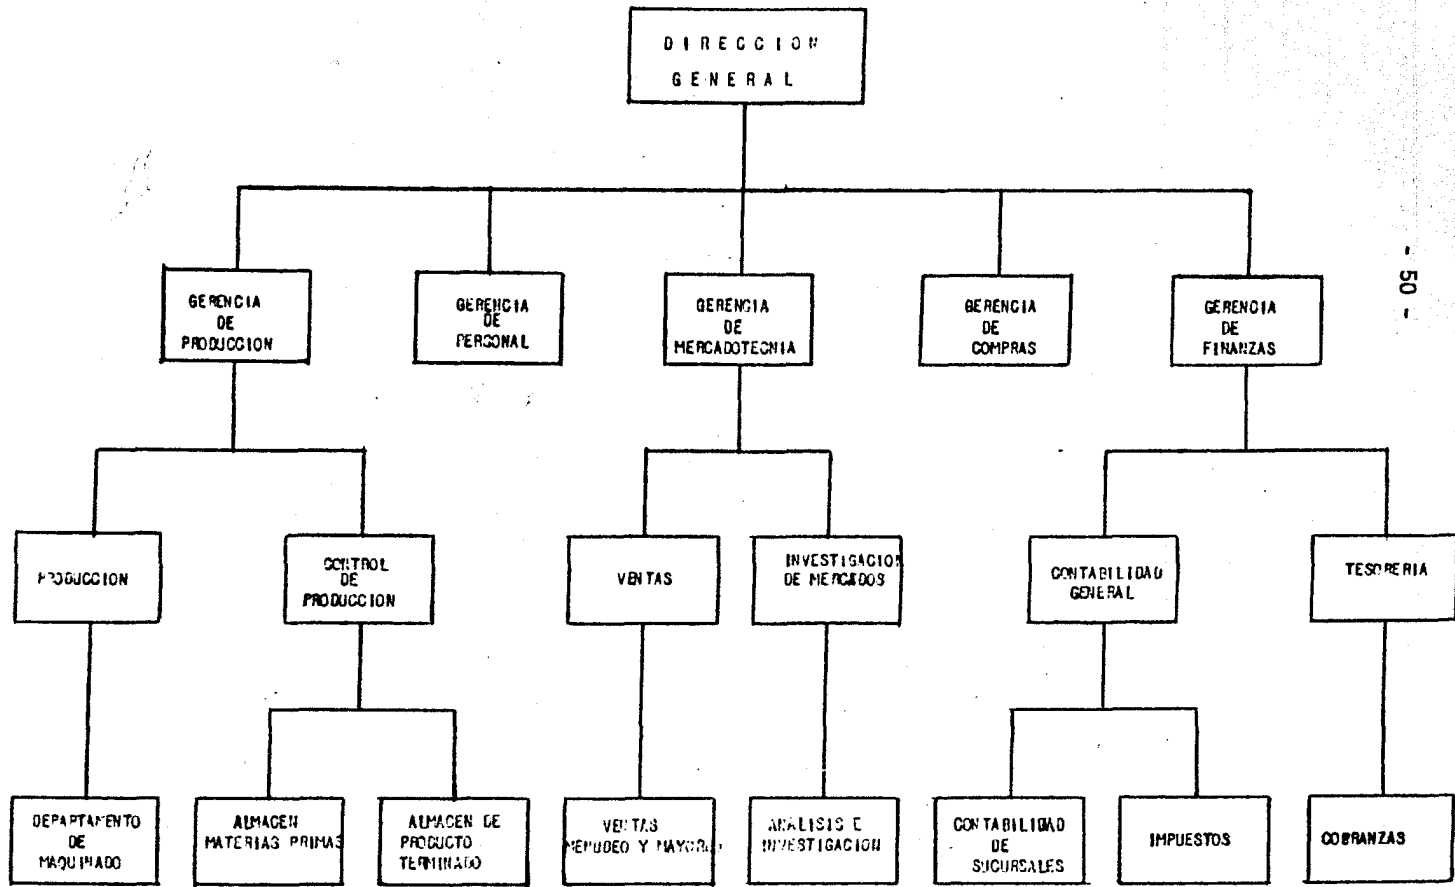 DIRECCION
GENERAL
- 50 -
GERENCIA
DE
PRODUCCION
GERENCIA
DE
PERSONAL
GERENCIA
DE
MERCADOTECNIA
GERENCIA
DE
COMPRAS
GERENCIA
DE
FINANZAS
PRODUCCION
CONTROL
DE
PRODUCCION
VENTAS
INVESTIGACION
DE MERCADOS
CONTABILIDAD
GENERAL
TESORERIA
DEPARTAMENTO
DE
MAQUINADO
ALMACEN
MATERIAS PRIMAS
ALMACEN DE
PRODUCTO
TERMINADO
VENTAS
MENUDEO Y
ANALISIS E
INVESTIGACION
CONTABILIDAD
DE
SUCURSALES
IMPUESTOS
COBRANZAS